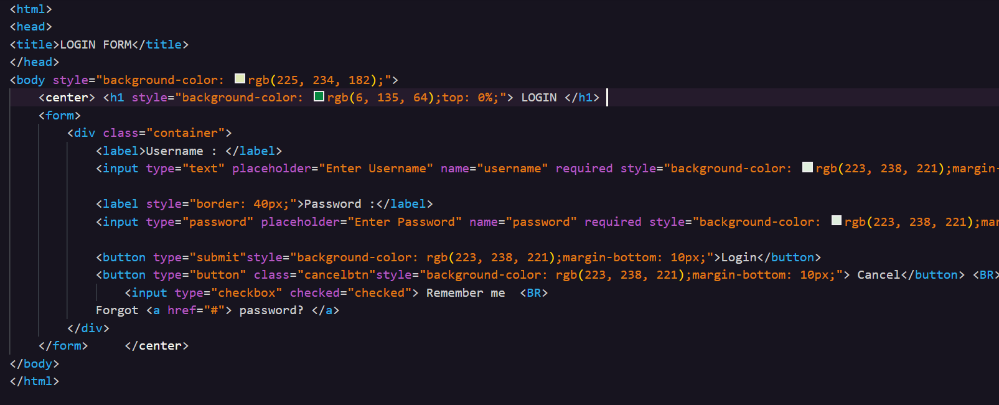 <html>
<head>
<title>LOGIN FORM</title>
</head>
<body style="background-color: rgb(225, 234, 182);">
<center> <h1 style="background-color: rgb(6, 135, 64);top: 0%;"> LOGIN </h1>
<form>
<div class="container">
<label>Username : </label>
<input type="text" placeholder="Enter Username" name="username" required style="background-color: rgb(223, 238, 221);margin-
<label style="border: 40px;">Password :</label>
<input type="password" placeholder="Enter Password" name="password" required style="background-color: rgb(223, 238, 221);mar
<button type="submit"style="background-color: rgb(223, 238, 221);margin-bottom: 10px;">Login</button>
<button type="button" class="cancelbtn"style="background-color: rgb(223, 238, 221);margin-bottom: 10px;"> Cancel</button> <BR>
<input type="checkbox" checked="checked"> Remember me  <BR>
Forgot <a href="#"> password? </a>
</div>
</form>     </center>
</body>
</html>